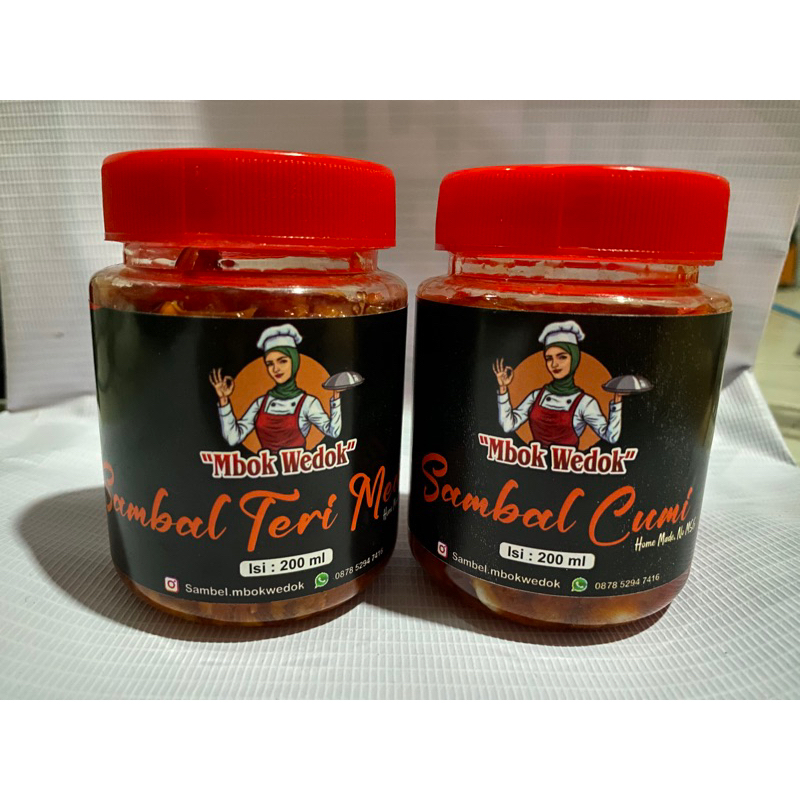 "Mbok Wedok"
Sambal Teri
Isi : 200 ml
Sambel.mbokwedok 0878 5294 7416
"Mbok Wedok"
Sambal Cumi
Home Made, No MSG
Isi : 200 ml
Sambel.mbokwedok 0878 5294 7416